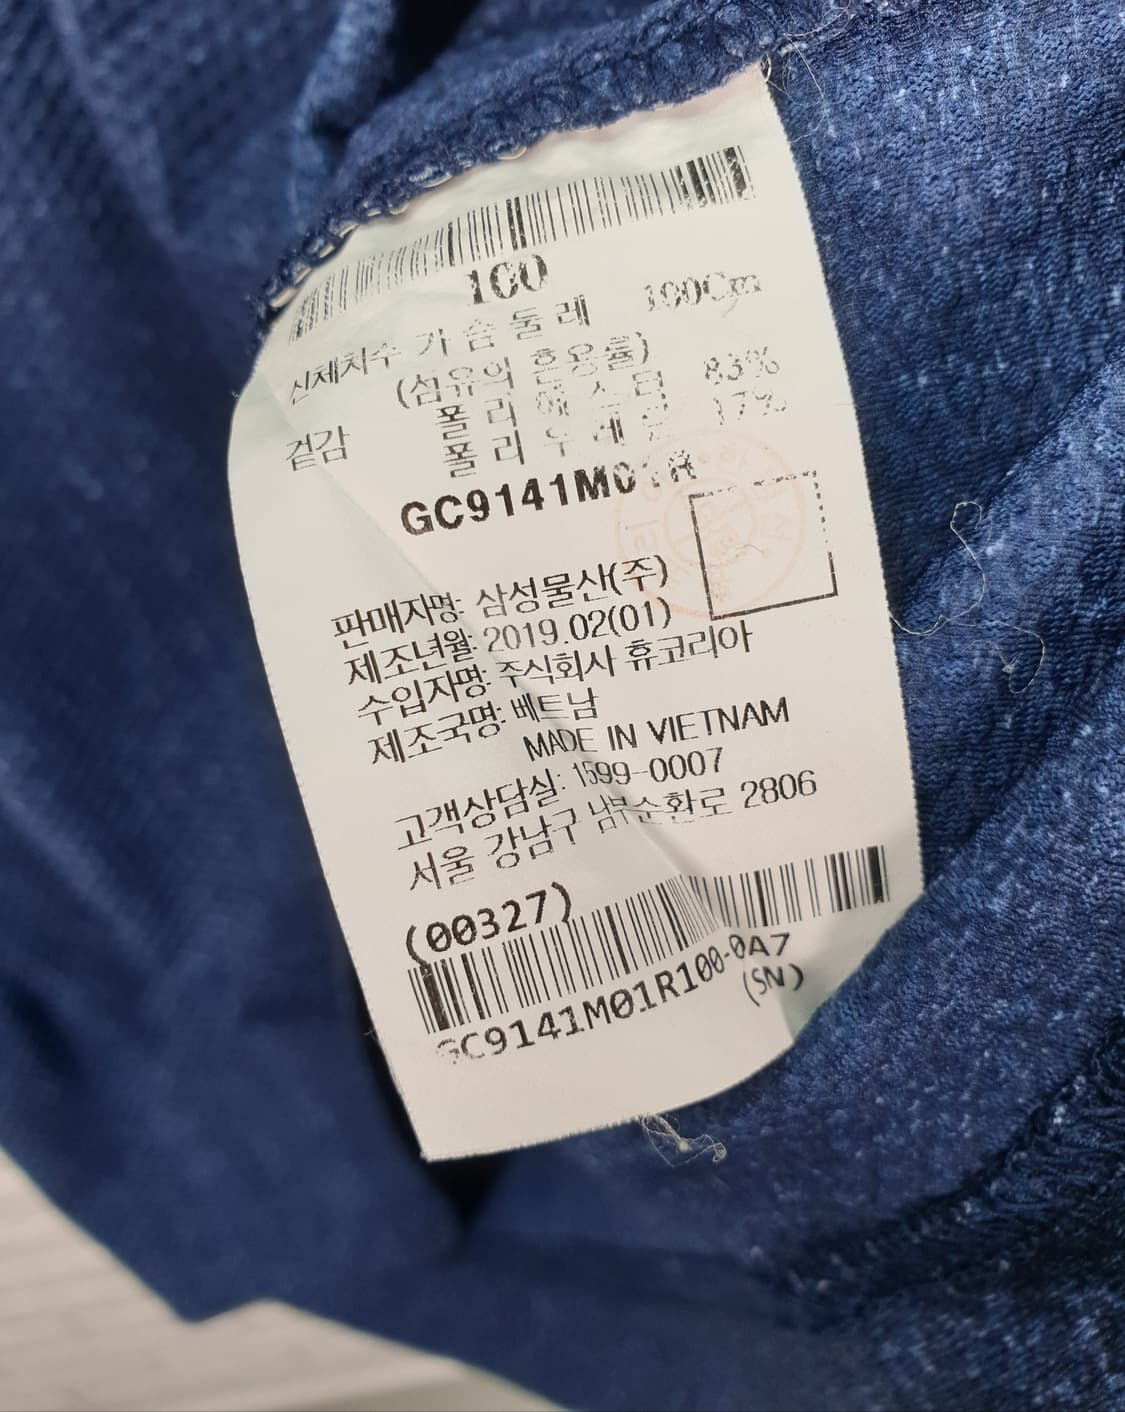 100
신체치수 가슴둘레 100Cm
(섬유의 혼용률)
겉감 폴리에스터 83%
폴리우레탄 17%
GC9141M01R
판매자명: 삼성물산(주)
제조년월: 2019.02(01)
수입자명: 주식회사 휴코리아
제조국명: 베트남
MADE IN VIETNAM
고객상담실: 1599-0007
서울 강남구 남부순환로 2806
(00327)
GC9141M01R100-0A7
(SN)